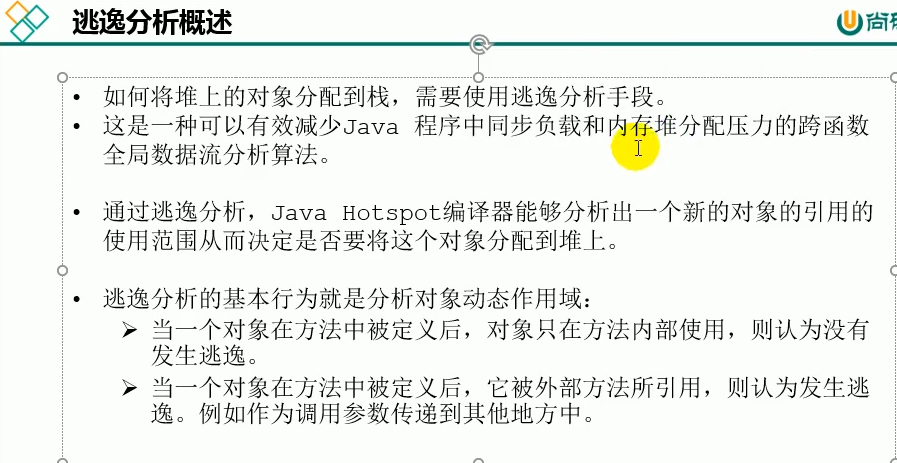 逃逸分析概述
尚
• 如何将堆上的对象分配到栈，需要使用逃逸分析手段。
• 这是一种可以有效减少Java 程序中同步负载和内存堆分配压力的跨函数
全局数据流分析算法。
• 通过逃逸分析，Java Hotspot编译器能够分析出一个新的对象的引用的
使用范围从而决定是否要将这个对象分配到堆上。
• 逃逸分析的基本行为就是分析对象动态作用域：
➢ 当一个对象在方法中被定义后，对象只在方法内部使用，则认为没有
发生逃逸。
➢ 当一个对象在方法中被定义后，它被外部方法所引用，则认为发生逃
逸。例如作为调用参数传递到其他地方中。